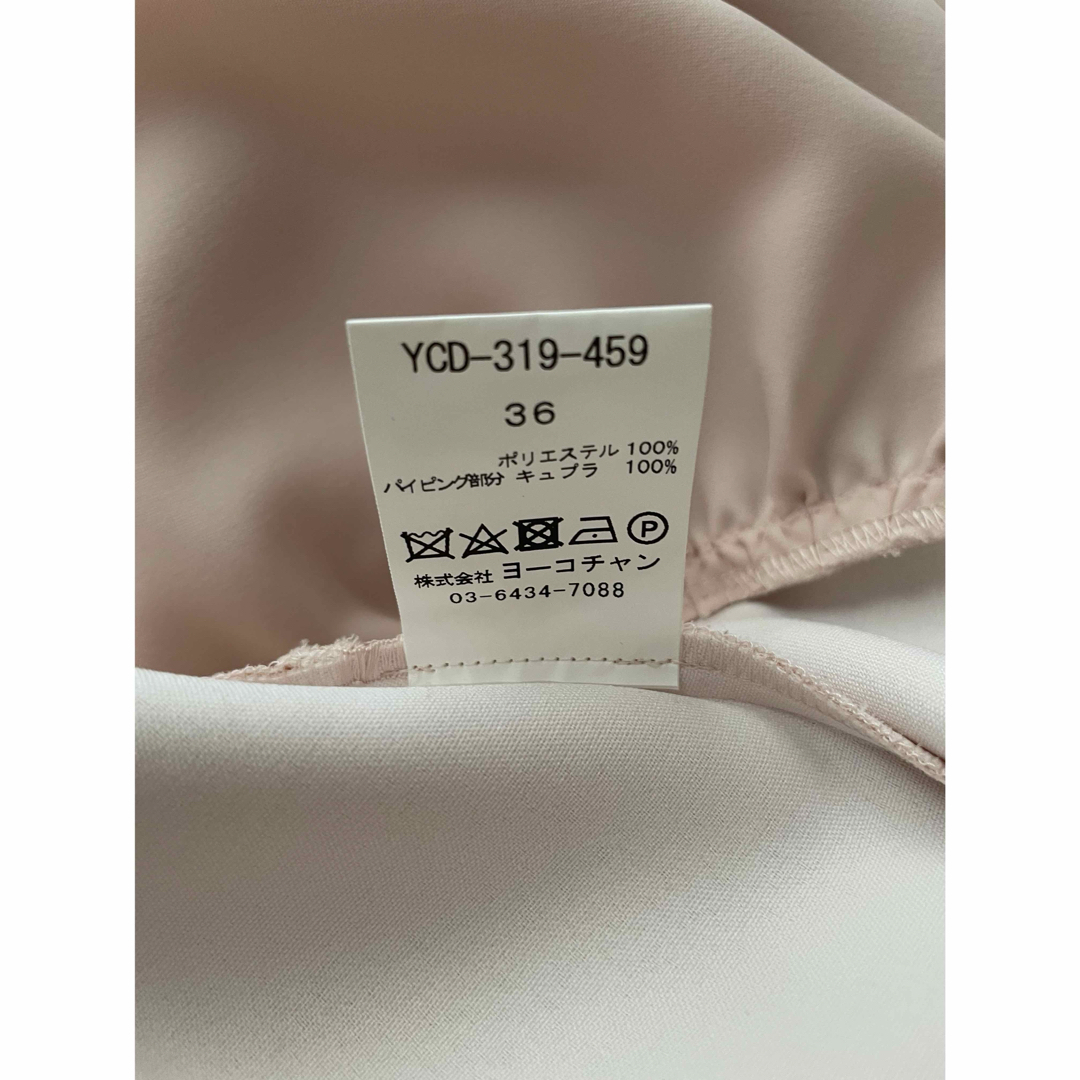 YCD-319-459
36
ポリエステル 100%
パイピング部分 キュプラ 100%
P
株式会社 ヨーコチャン
03-6434-7088